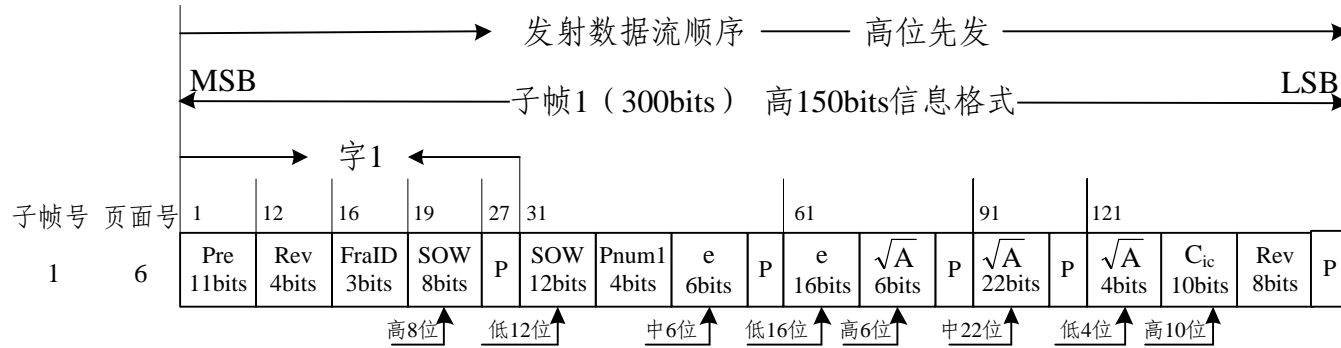 发射数据流顺序 高位先发
MSB LSB
子帧1（300bits） 高150bits信息格式
字1
子帧号 页面号 1 12 16 19 27 31 61 91 121
1 6 Pre 11bits Rev 4bits FraID 3bits SOW 8bits P SOW 12bits Pnum1 4bits e 6bits P e 16bits √A 6bits P √A 22bits P √A 4bits Cic 10bits Rev 8bits P
高8位 低12位 中6位 低16位 高6位 中22位 低4位 高10位